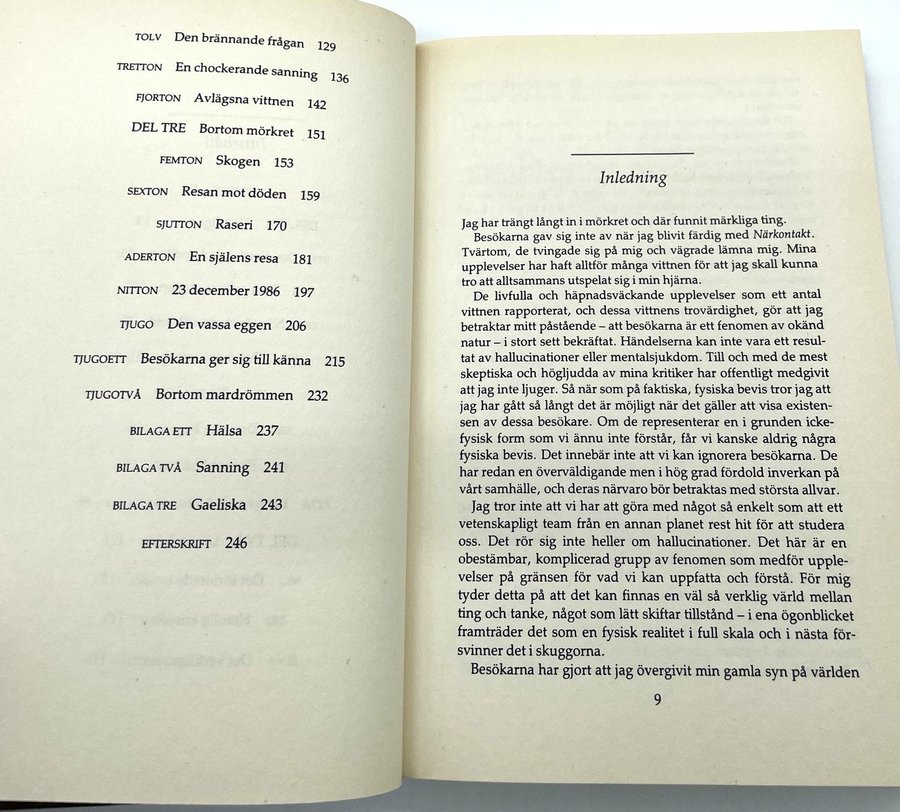 TOLV Den brännande frågan 129
TRETTON En chockerande sanning 136
FJORTON Avlägsna vittnen 142
DEL TRE Bortom mörkret 151
FEMTON Skogen 153
SEXTON Resan mot döden 159
SJUTTON Raseri 170
ADERTON En själens resa 181
NITTON 23 december 1986 197
TJUGO Den vassa eggen 206
TJUGOETT Besökarna ger sig till känna 215
TJUGOTVÅ Bortom mardrömmen 232
BILAGA ETT Hälsa 237
BILAGA TVÅ Sanning 241
BILAGA TRE Gaeliska 243
EFTERSKRIFT 246
Inledning
Jag har trängt långt in i mörkret och där funnit märkliga ting.
Besökarna gav sig inte av när jag blivit färdig med Närkontakt.
Tvärtom, de tvingade sig på mig och vägrade lämna mig. Mina
upplevelser har haft alltför många vittnen för att jag skall kunna
tro att alltsammans utspelat sig i min hjärna.
De livfulla och häpnadsväckande upplevelser som ett antal
vittnen rapporterat, och dessa vittnens trovärdighet, gör att jag
betraktar mitt påstående – att besökarna är ett fenomen av okänd
natur – i stort sett bekräftat. Händelserna kan inte vara ett resul-
tat av hallucinationer eller mentalsjukdom. Till och med de mest
skeptiska och högljudda av mina kritiker har offentligt medgivit
att jag inte ljuger. Så när som på faktiska, fysiska bevis tror jag att
jag har gått så långt det är möjligt när det gäller att visa existen-
sen av dessa besökare. Om de representerar en i grunden icke-
fysisk form som vi ännu inte förstår, får vi kanske aldrig några
fysiska bevis. Det innebär inte att vi kan ignorera besökarna. De
har redan en överväldigande men i hög grad fördold inverkan på
vårt samhälle, och deras närvaro bör betraktas med största allvar.
Jag tror inte att vi har att göra med något så enkelt som att ett
vetenskapligt team från en annan planet rest hit för att studera
oss. Det rör sig inte heller om hallucinationer. Det här är en
obestämbar, komplicerad grupp av fenomen som medför upple-
velser på gränsen för vad vi kan uppfatta och förstå. För mig
tyder detta på att det kan finnas en väl så verklig värld mellan
ting och tanke, något som lätt skiftar tillstånd – i ena ögonblicket
framträder det som en fysisk realitet i full skala och i nästa för-
svinner det i skuggorna.
Besökarna har gjort att jag övergivit min gamla syn på världen
9